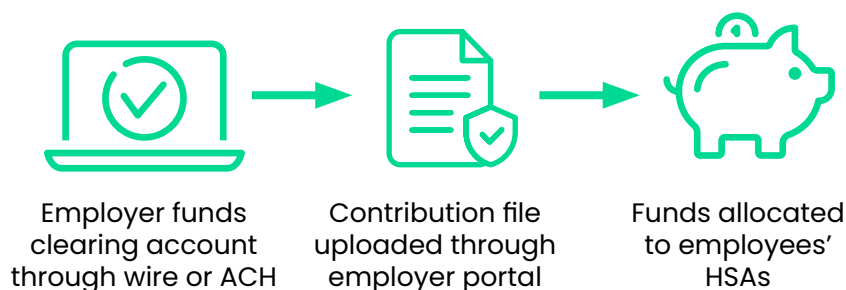 Employer funds
clearing account
through wire or ACH
Contribution file
uploaded through
employer portal
Funds allocated
to employees’
HSAs